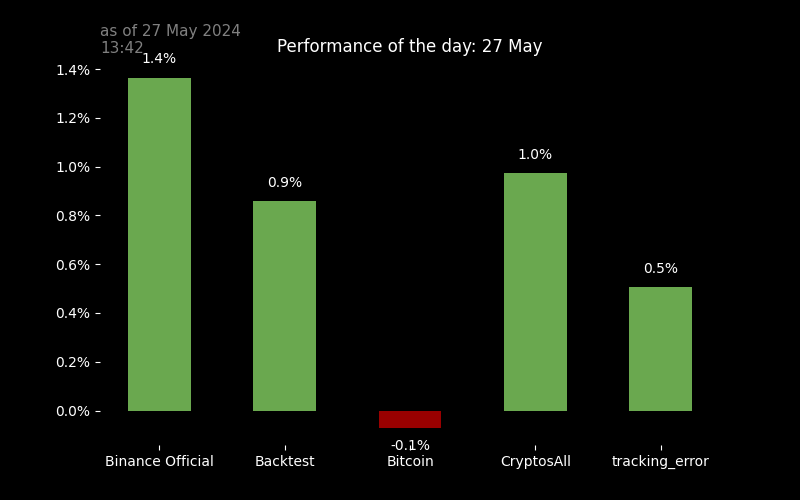 as of 27 May 2024
13:42
Performance of the day: 27 May
1.4%
1.4%
1.2%
1.0%
1.0%
0.9%
0.8%
0.6%
0.5%
0.4%
0.2%
0.0%
-0.1%
Binance Official
Backtest
Bitcoin
CryptosAll
tracking_error